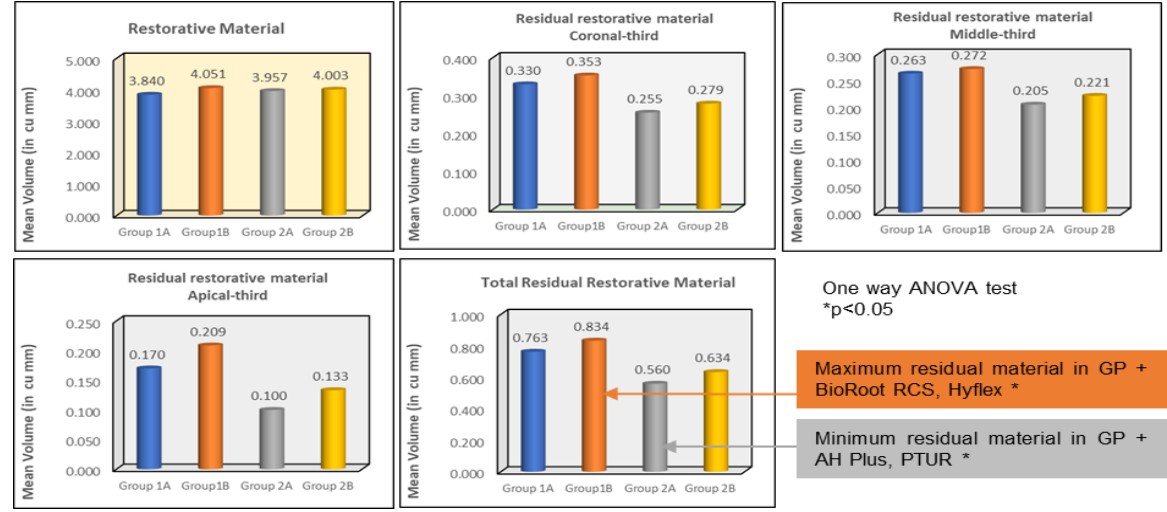 Restorative Material
Mean Volume (in cu mm)
5.000
4.000
3.000
2.000
1.000
0.000
3.840
4.051
3.957
4.003
Group 1A
Group1B
Group 2A
Group 2B
Residual restorative material
Coronal-third
Mean Volume (in cu mm)
0.400
0.300
0.200
0.100
0.000
0.330
0.353
0.255
0.279
Group 1A
Group1B
Group 2A
Group 2B
Residual restorative material
Middle-third
Mean Volume (in cu mm)
0.300
0.250
0.200
0.150
0.100
0.050
0.000
0.263
0.272
0.205
0.221
Group 1A
Group1B
Group 2A
Group 2B
Residual restorative material
Apical-third
Mean Volume (in cu mm)
0.250
0.200
0.150
0.100
0.050
0.000
0.170
0.209
0.100
0.133
Group 1A
Group1B
Group 2A
Group 2B
Total Residual Restorative Material
Mean Volume (in cu mm)
1.000
0.800
0.600
0.400
0.200
0.000
0.763
0.834
0.560
0.634
Group 1A
Group1B
Group 2A
Group 2B
One way ANOVA test
*p<0.05
Maximum residual material in GP +
BioRoot RCS, Hyflex *
Minimum residual material in GP +
AH Plus, PTUR *